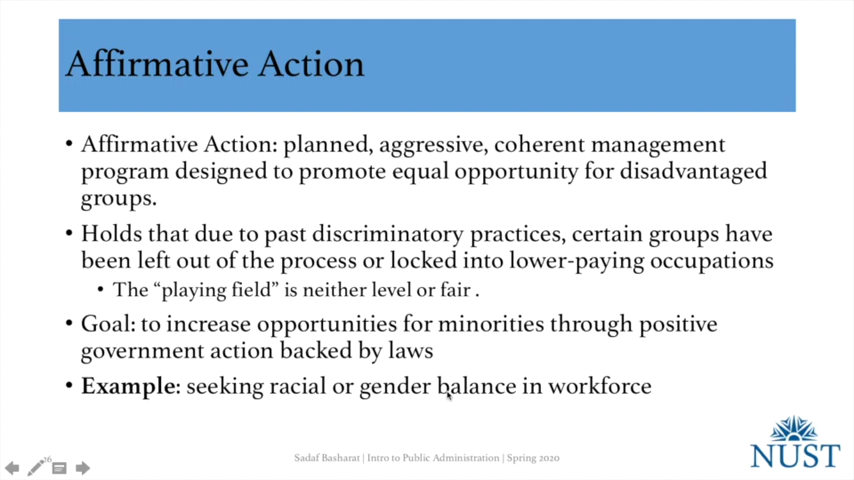 Affirmative Action
• Affirmative Action: planned, aggressive, coherent management
program designed to promote equal opportunity for disadvantaged
groups.
• Holds that due to past discriminatory practices, certain groups have
been left out of the process or locked into lower-paying occupations
• The “playing field” is neither level or fair .
• Goal: to increase opportunities for minorities through positive
government action backed by laws
• Example: seeking racial or gender balance in workforce
26
Sadaf Basharat | Intro to Public Administration | Spring 2020
NUST